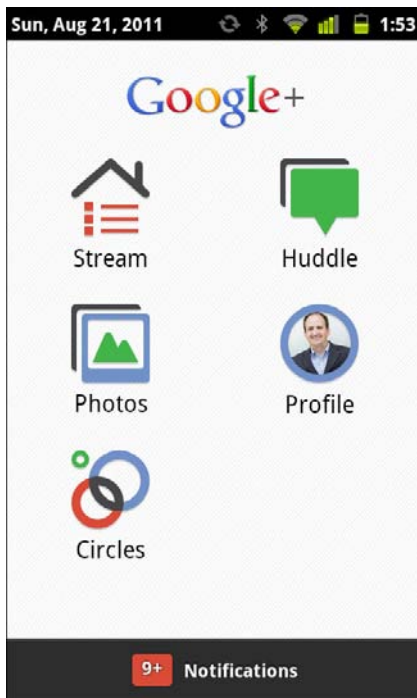 Sun, Aug 21, 2011 1:53
Google+
Stream Huddle
Photos Profile
Circles
9+ Notifications